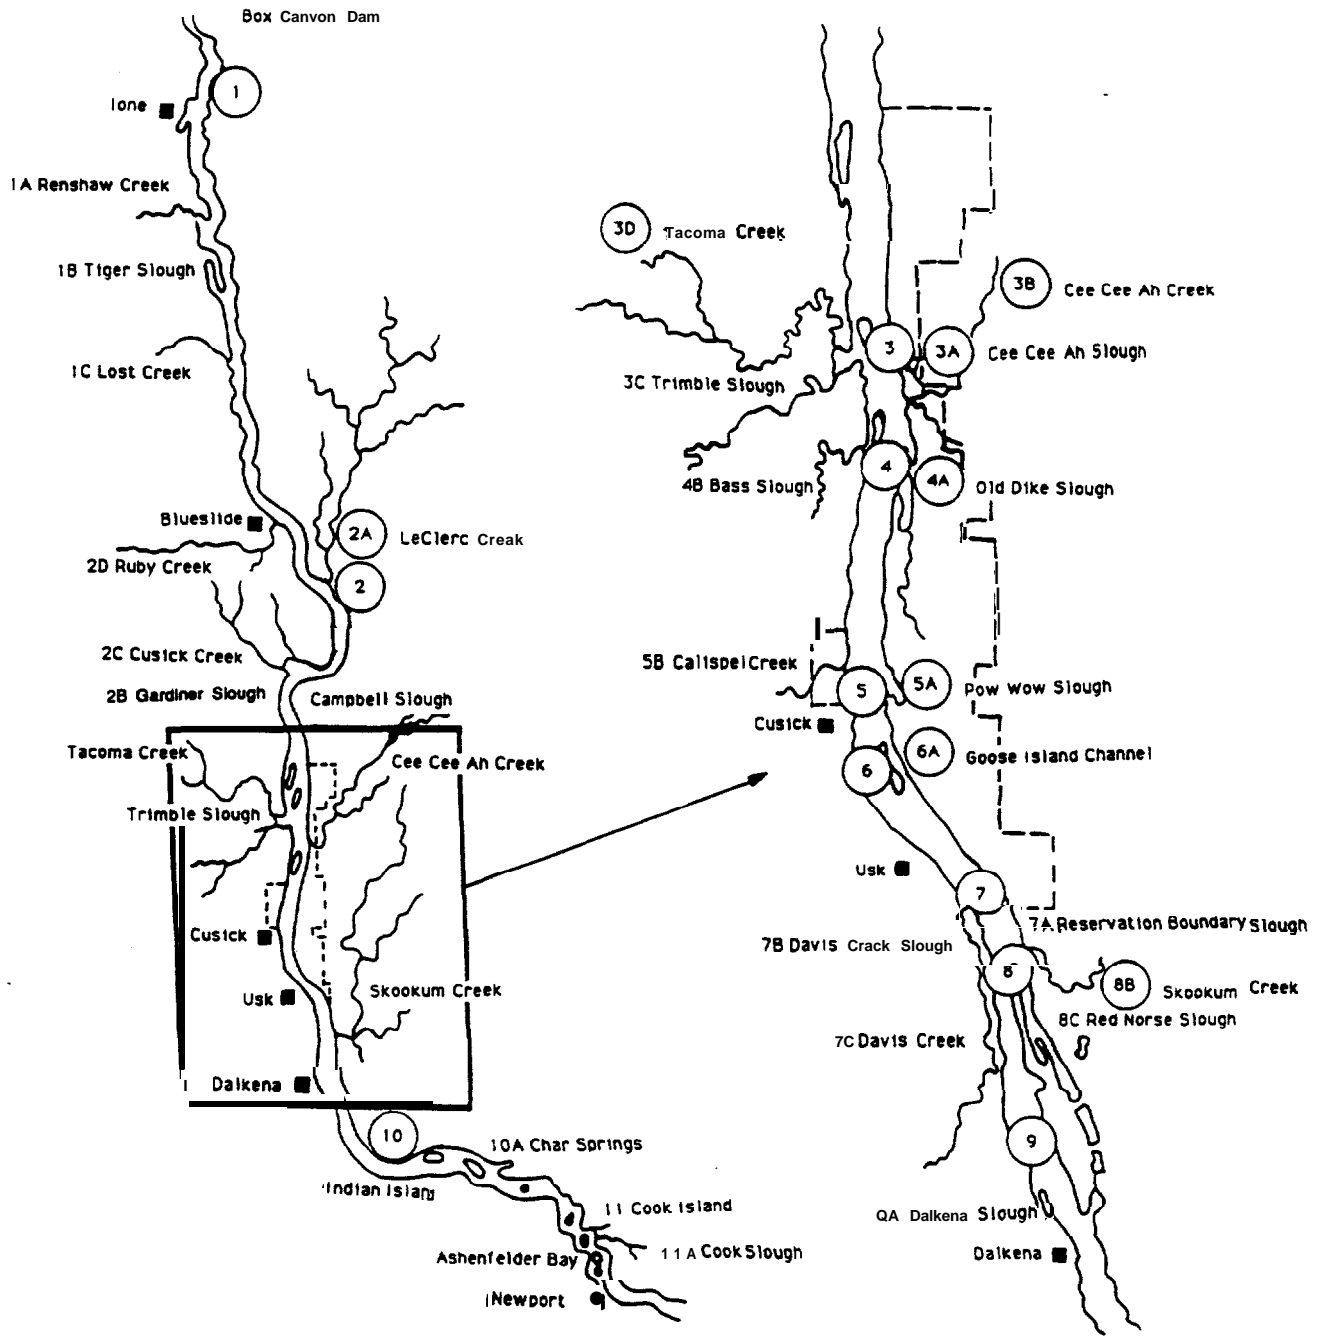 Box Canvon Dam
1
Ione
1A Renshaw Creek
1B Tiger Slough
1C Lost Creek
Blueslide
2A
LeClerc Creak
2D Ruby Creek
2
2C Cusick Creek
2B Gardiner Slough
Campbell Slough
Tacoma Creek
Cee Cee Ah Creek
Trimble Slough
Cusick
Usk
Skookum Creek
Dalkena
10
10A Char Springs
Indian Islan
11 Cook Island
Ashenfelder Bay
11A Cook Slough
Newport
3D
Tacoma Creek
3B
Cee Cee Ah Creek
3
3A
Cee Cee Ah Slough
3C Trimble Slough
4
4A
4B Bass Slough
Old Dike Slough
5B Calispel Creek
5
5A
Pow Wow Slough
Cusick
6
6A
Goose Island Channel
Usk
7
7A Reservation Boundary Slough
7B Davis Crack Slough
8
8B
Skookum Creek
8C Red Norse Slough
7C Davis Creek
9
QA Dalkena Slough
Dalkena